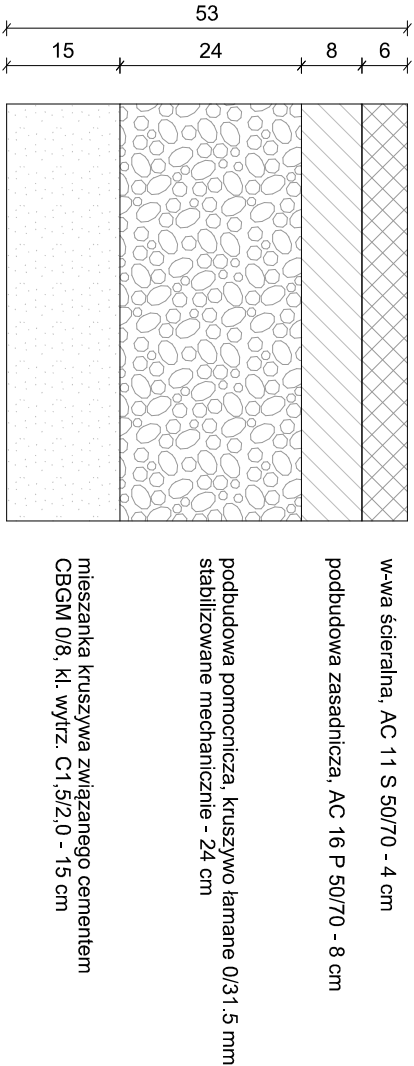 53
15
24
8
6
w-wa ścieralna, AC 11 S 50/70 - 4 cm
podbudowa zasadnicza, AC 16 P 50/70 - 8 cm
podbudowa pomocnicza, kruszywo łamane 0/31.5 mm
stabilizowane mechanicznie - 24 cm
mieszanka kruszywa związanego cementem
CBGM 0/8, kl. wytrz. C1,5/2,0 - 15 cm